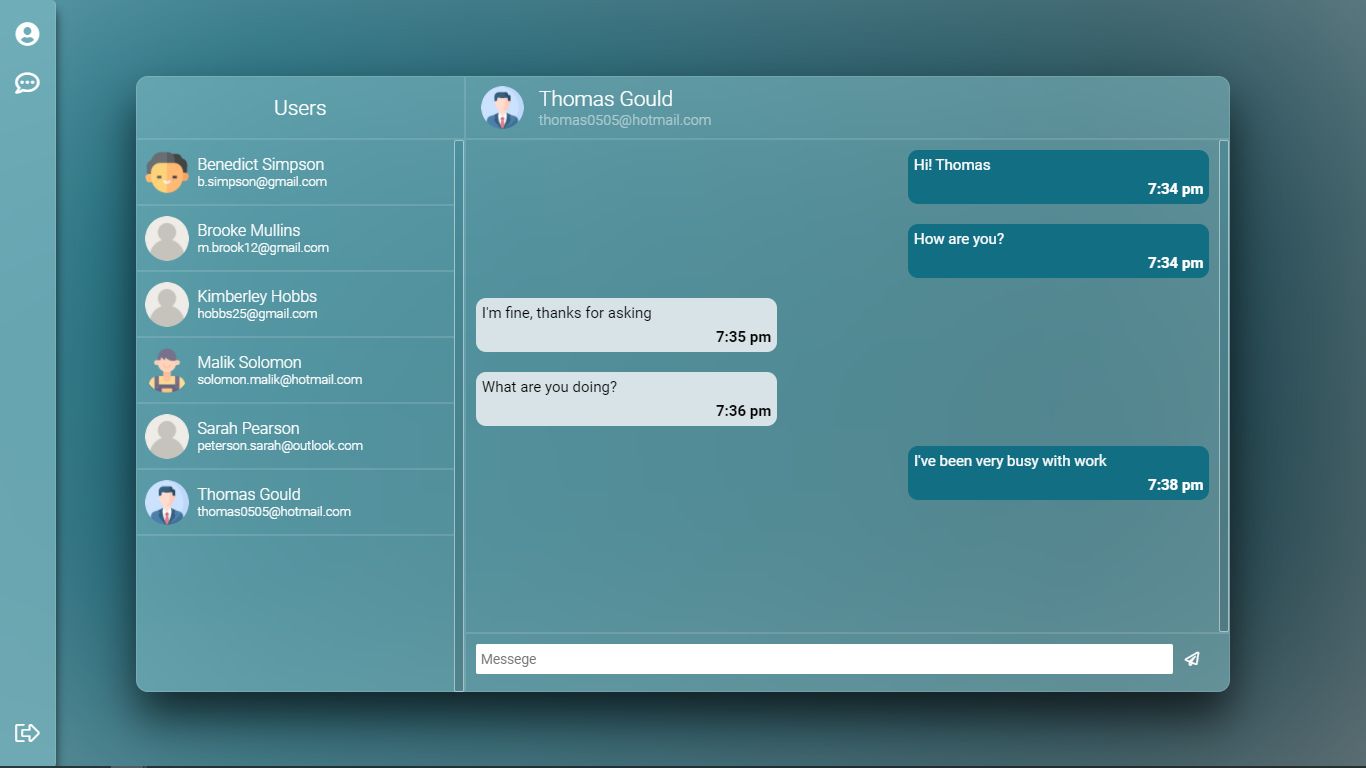 Users
Benedict Simpson
b.simpson@gmail.com
Brooke Mullins
m.brook12@gmail.com
Kimberley Hobbs
hobbs25@gmail.com
Malik Solomon
solomon.malik@hotmail.com
Sarah Pearson
peterson.sarah@outlook.com
Thomas Gould
thomas0505@hotmail.com
Thomas Gould
thomas0505@hotmail.com
Hi! Thomas
7:34 pm
How are you?
7:34 pm
I'm fine, thanks for asking
7:35 pm
What are you doing?
7:36 pm
I've been very busy with work
7:38 pm
Messege